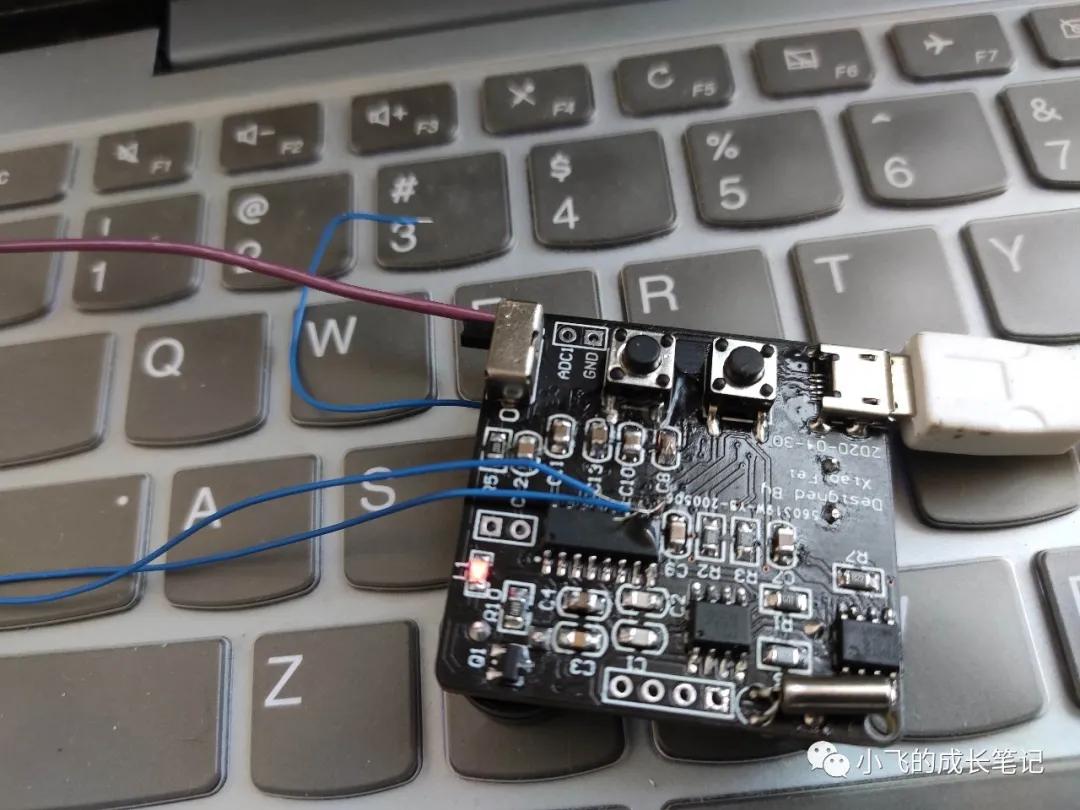 F1
F2
F3
F4
F5
F6
F7
!
1
@
2
#
3
$
4
%
5
^
6
&
7
Q
W
R
T
Y
A
S
Z
ADC1
GND
2020-04-30
Designed By
Xiao Fei
C13
C10
C8
C9
R2
R3
C7
R7
R10
C4
C2
R1
C3
C1
Q1
小飞的成长笔记